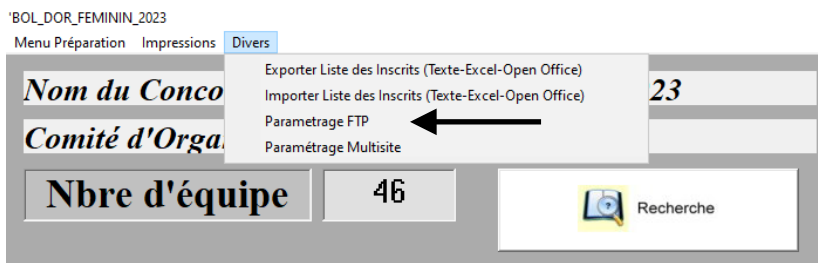 'BOL_DOR_FEMININ_2023
Menu Préparation Impressions Divers
Exporter Liste des Inscrits (Texte-Excel-Open Office)
Nom du Conco 23
Importer Liste des Inscrits (Texte-Excel-Open Office)
Parametrage FTP
Comité d'Orga
Paramétrage Multisite
Nbre d'équipe 46 Recherche